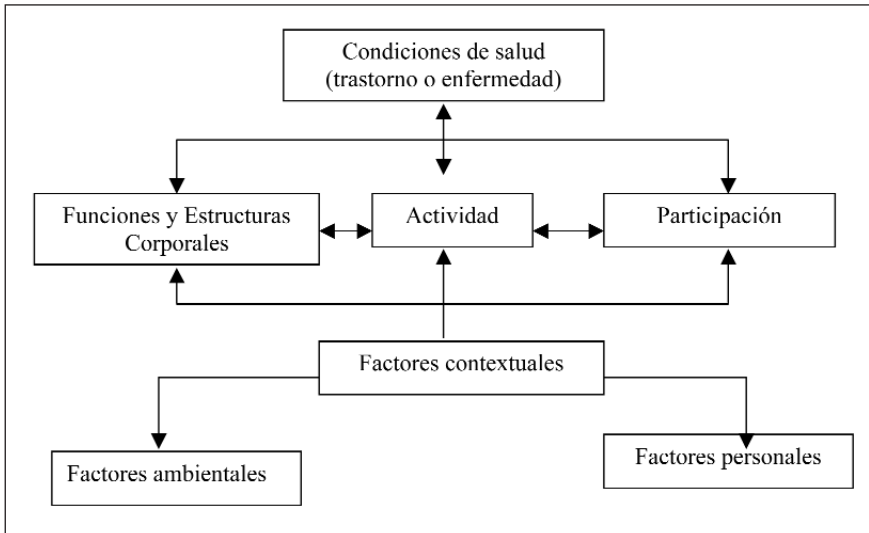 Condiciones de salud
(trastorno o enfermedad)
Funciones y Estructuras
Corporales
Actividad
Participación
Factores contextuales
Factores ambientales
Factores personales